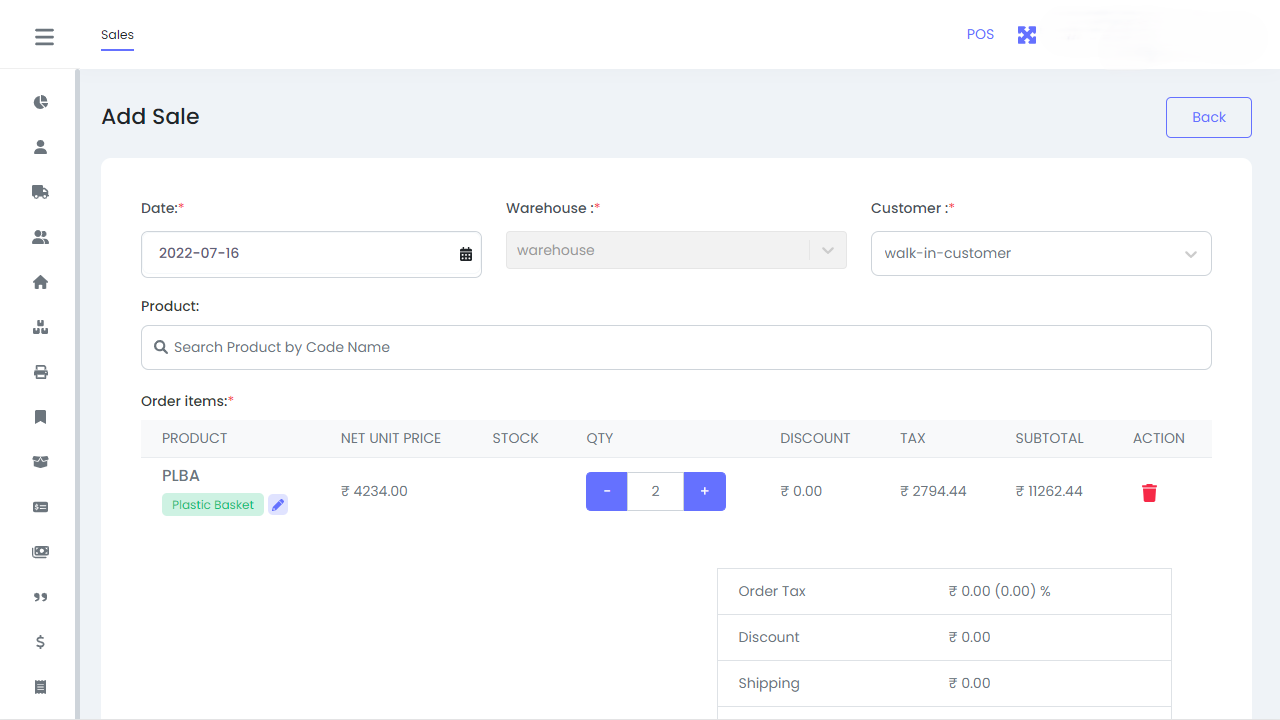 Sales
POS
Add Sale
Back
Date:*
Warehouse :*
Customer :*
2022-07-16
warehouse
walk-in-customer
Product:
Search Product by Code Name
Order items:*
PRODUCT NET UNIT PRICE STOCK QTY DISCOUNT TAX SUBTOTAL ACTION
PLBA
Plastic Basket
₹ 4234.00 - 2 + ₹ 0.00 ₹ 2794.44 ₹ 11262.44
Order Tax ₹ 0.00 (0.00) %
Discount ₹ 0.00
Shipping ₹ 0.00